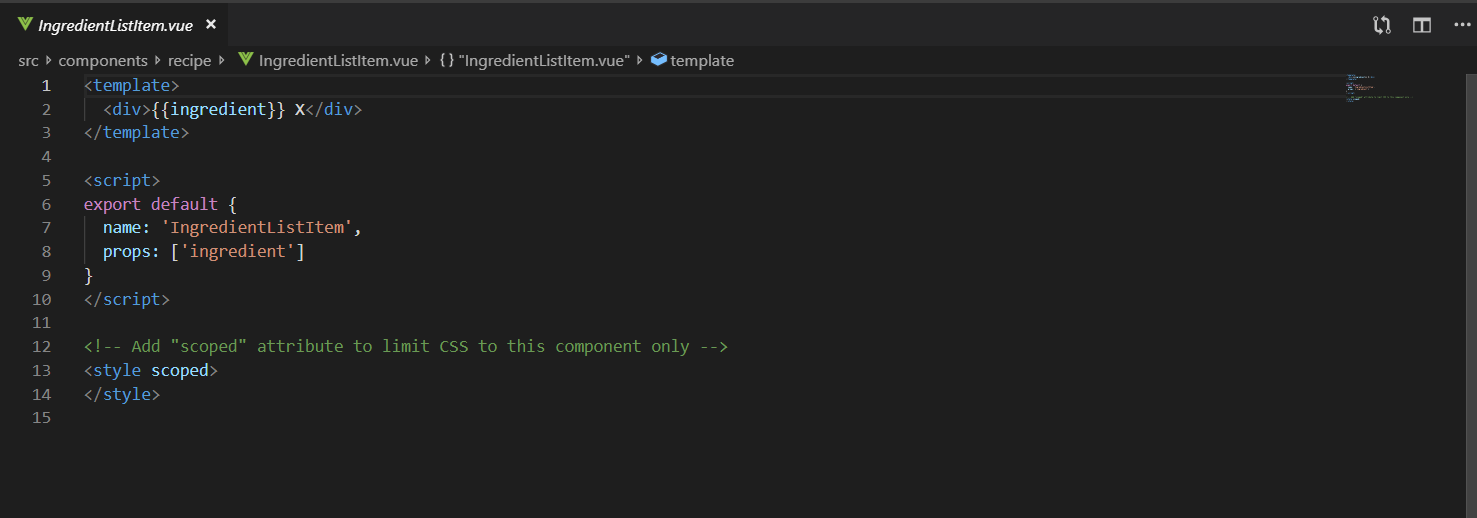 IngredientListItem.vue ×
src components recipe IngredientListItem.vue {} "IngredientListItem.vue" template
1 <template>
2 <div>{{ingredient}} X</div>
3 </template>
4
5 <script>
6 export default {
7 name: 'IngredientListItem',
8 props: ['ingredient']
9 }
10 </script>
11
12 <!-- Add "scoped" attribute to limit CSS to this component only -->
13 <style scoped>
14 </style>
15